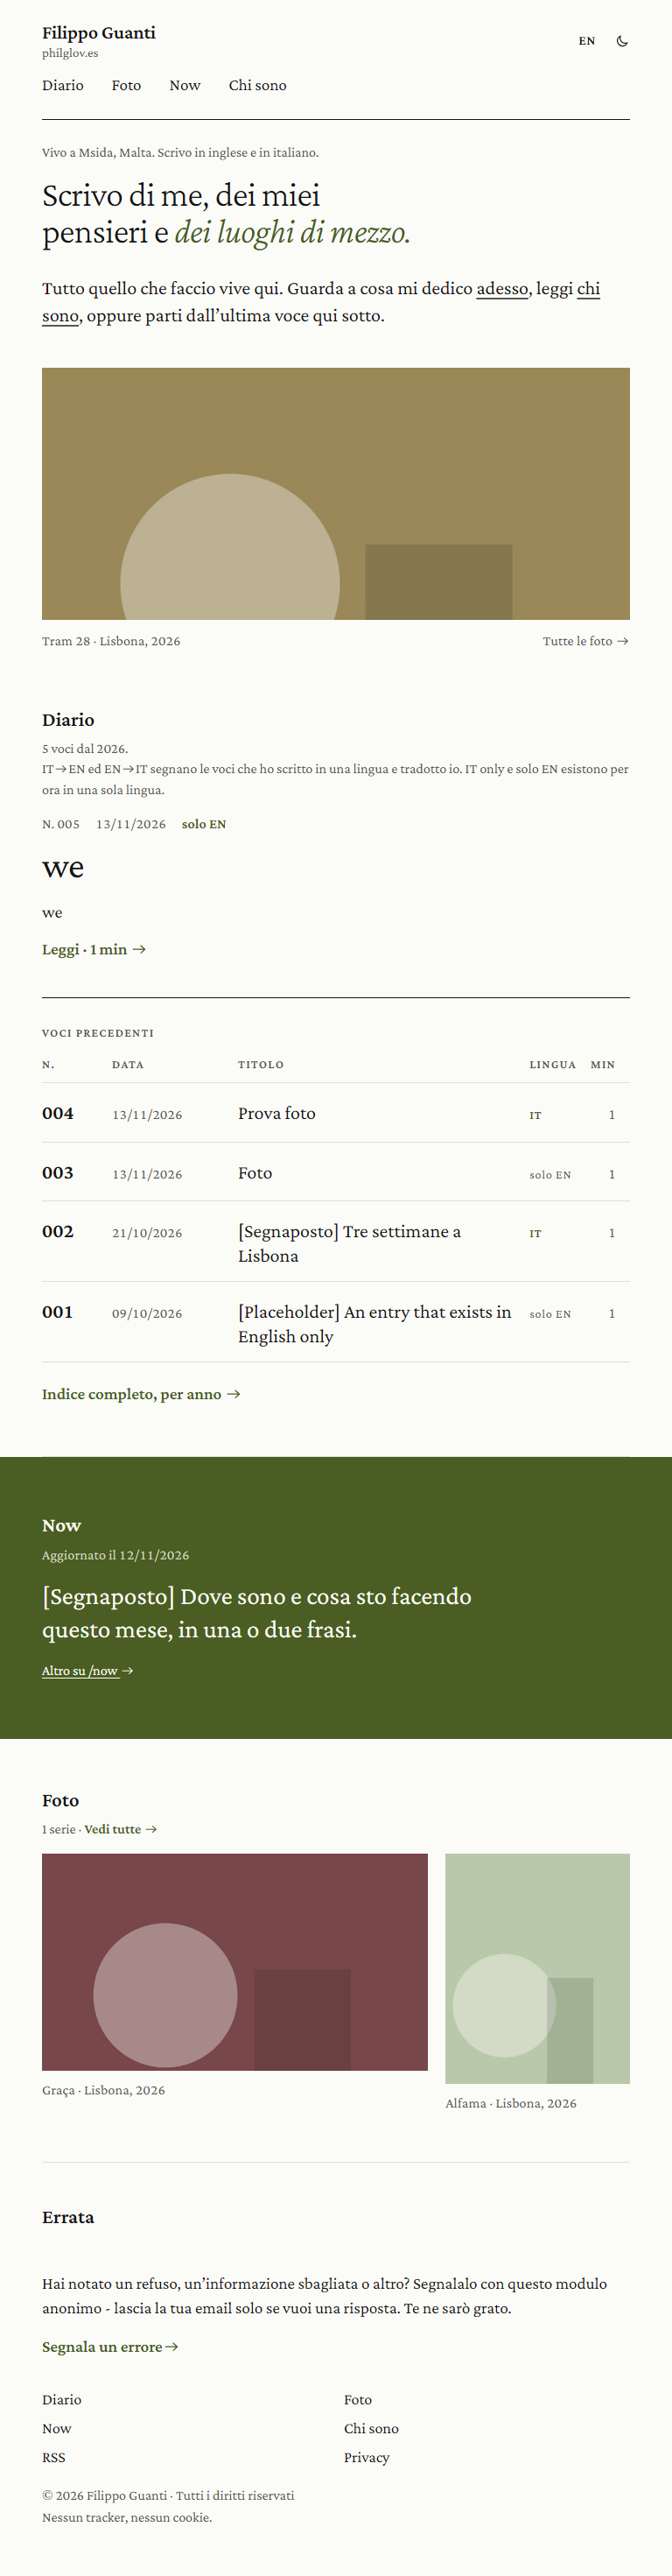 Filippo Guanti
philglov.es
EN
Diario Foto Now Chi sono
Vivo a Msida, Malta. Scrivo in inglese e in italiano.
Scrivo di me, dei miei
pensieri e dei luoghi di mezzo.
Tutto quello che faccio vive qui. Guarda a cosa mi dedico adesso, leggi chi
sono, oppure parti dall’ultima voce qui sotto.
Tram 28 · Lisbona, 2026 Tutte le foto →
Diario
5 voci dal 2026.
IT→EN ed EN→IT segnano le voci che ho scritto in una lingua e tradotto io. IT only e solo EN esistono per
ora in una sola lingua.
N. 005 13/11/2026 solo EN
we
we
Leggi · 1 min →
VOCI PRECEDENTI
N. DATA TITOLO LINGUA MIN
004 13/11/2026 Prova foto IT 1
003 13/11/2026 Foto solo EN 1
002 21/10/2026 [Segnaposto] Tre settimane a
Lisbona IT 1
001 09/10/2026 [Placeholder] An entry that exists in
English only solo EN 1
Indice completo, per anno →
Now
Aggiornato il 12/11/2026
[Segnaposto] Dove sono e cosa sto facendo
questo mese, in una o due frasi.
Altro su /now →
Foto
1 serie · Vedi tutte →
Graça · Lisbona, 2026
Alfama · Lisbona, 2026
Errata
Hai notato un refuso, un’informazione sbagliata o altro? Segnalalo con questo modulo
anonimo - lascia la tua email solo se vuoi una risposta. Te ne sarò grato.
Segnala un errore→
Diario Foto
Now Chi sono
RSS Privacy
© 2026 Filippo Guanti · Tutti i diritti riservati
Nessun tracker, nessun cookie.